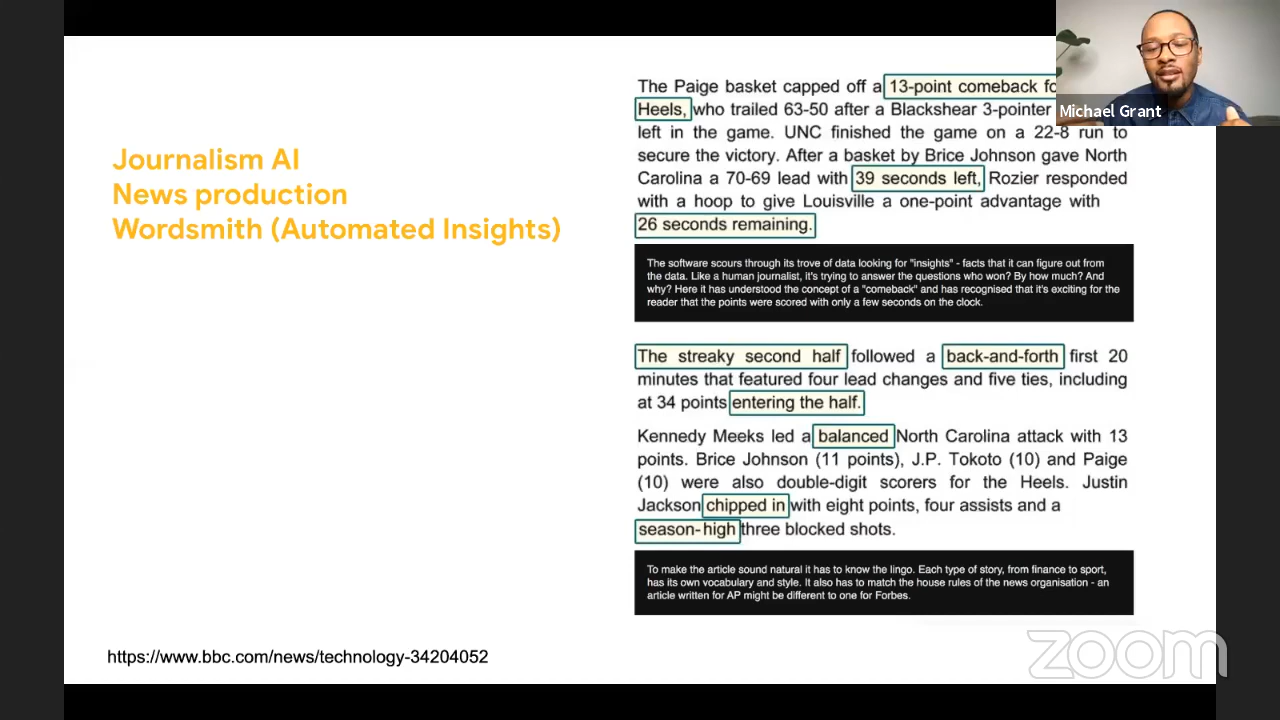 Journalism AI
News production
Wordsmith (Automated Insights)
The Paige basket capped off a 13-point comeback
Heels, who trailed 63-50 after a Blackshear 3-pointer
left in the game. UNC finished the game on a 22-8 run to
secure the victory. After a basket by Brice Johnson gave North
Carolina a 70-69 lead with 39 seconds left, Rozier responded
with a hoop to give Louisville a one-point advantage with
26 seconds remaining.
The software scours through its trove of data looking for "insights" - facts that it can figure out from
the data. Like a human journalist, it's trying to answer the questions who won? By how much? And
why? Here it has understood the concept of a "comeback" and has recognised that it's exciting for the
reader that the points were scored with only a few seconds on the clock.
The streaky second half followed a back-and-forth first 20
minutes that featured four lead changes and five ties, including
at 34 points entering the half.
Kennedy Meeks led a balanced North Carolina attack with 13
points. Brice Johnson (11 points), J.P. Tokoto (10) and Paige
(10) were also double-digit scorers for the Heels. Justin
Jackson chipped in with eight points, four assists and a
season-high three blocked shots.
To make the article sound natural it has to know the lingo. Each type of story, from finance to sport,
has its own vocabulary and style. It also has to match the house rules of the news organisation - an
article written for AP might be different to one for Forbes.
https://www.bbc.com/news/technology-34204052
Michael Grant
zoom